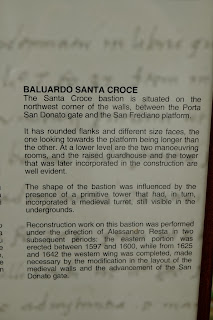 BALUARDO SANTA CROCE
The Santa Croce bastion is situated on the
northwest corner of the walls, between the Porta
San Donato gate and the San Frediano platform.
It has rounded flanks and different size faces, the
one looking towards the platform being longer than
the other. At a lower level are the two manoeuvring
rooms, and the raised guardhouse and the tower
that was later incorporated in the construction are
well evident.
The shape of the bastion was influenced by the
presence of a primitive tower that had, in turn,
incorporated a medieval turret, still visible in the
undergrounds.
Reconstruction work on this bastion was performed
under the direction of Alessandro Resta in two
subsequent periods: the eastern portion was
erected between 1597 and 1600, while from 1625
and 1642 the western wing was completed, made
necessary by the modification in the layout of the
medieval walls and the advancement of the San
Donato gate.